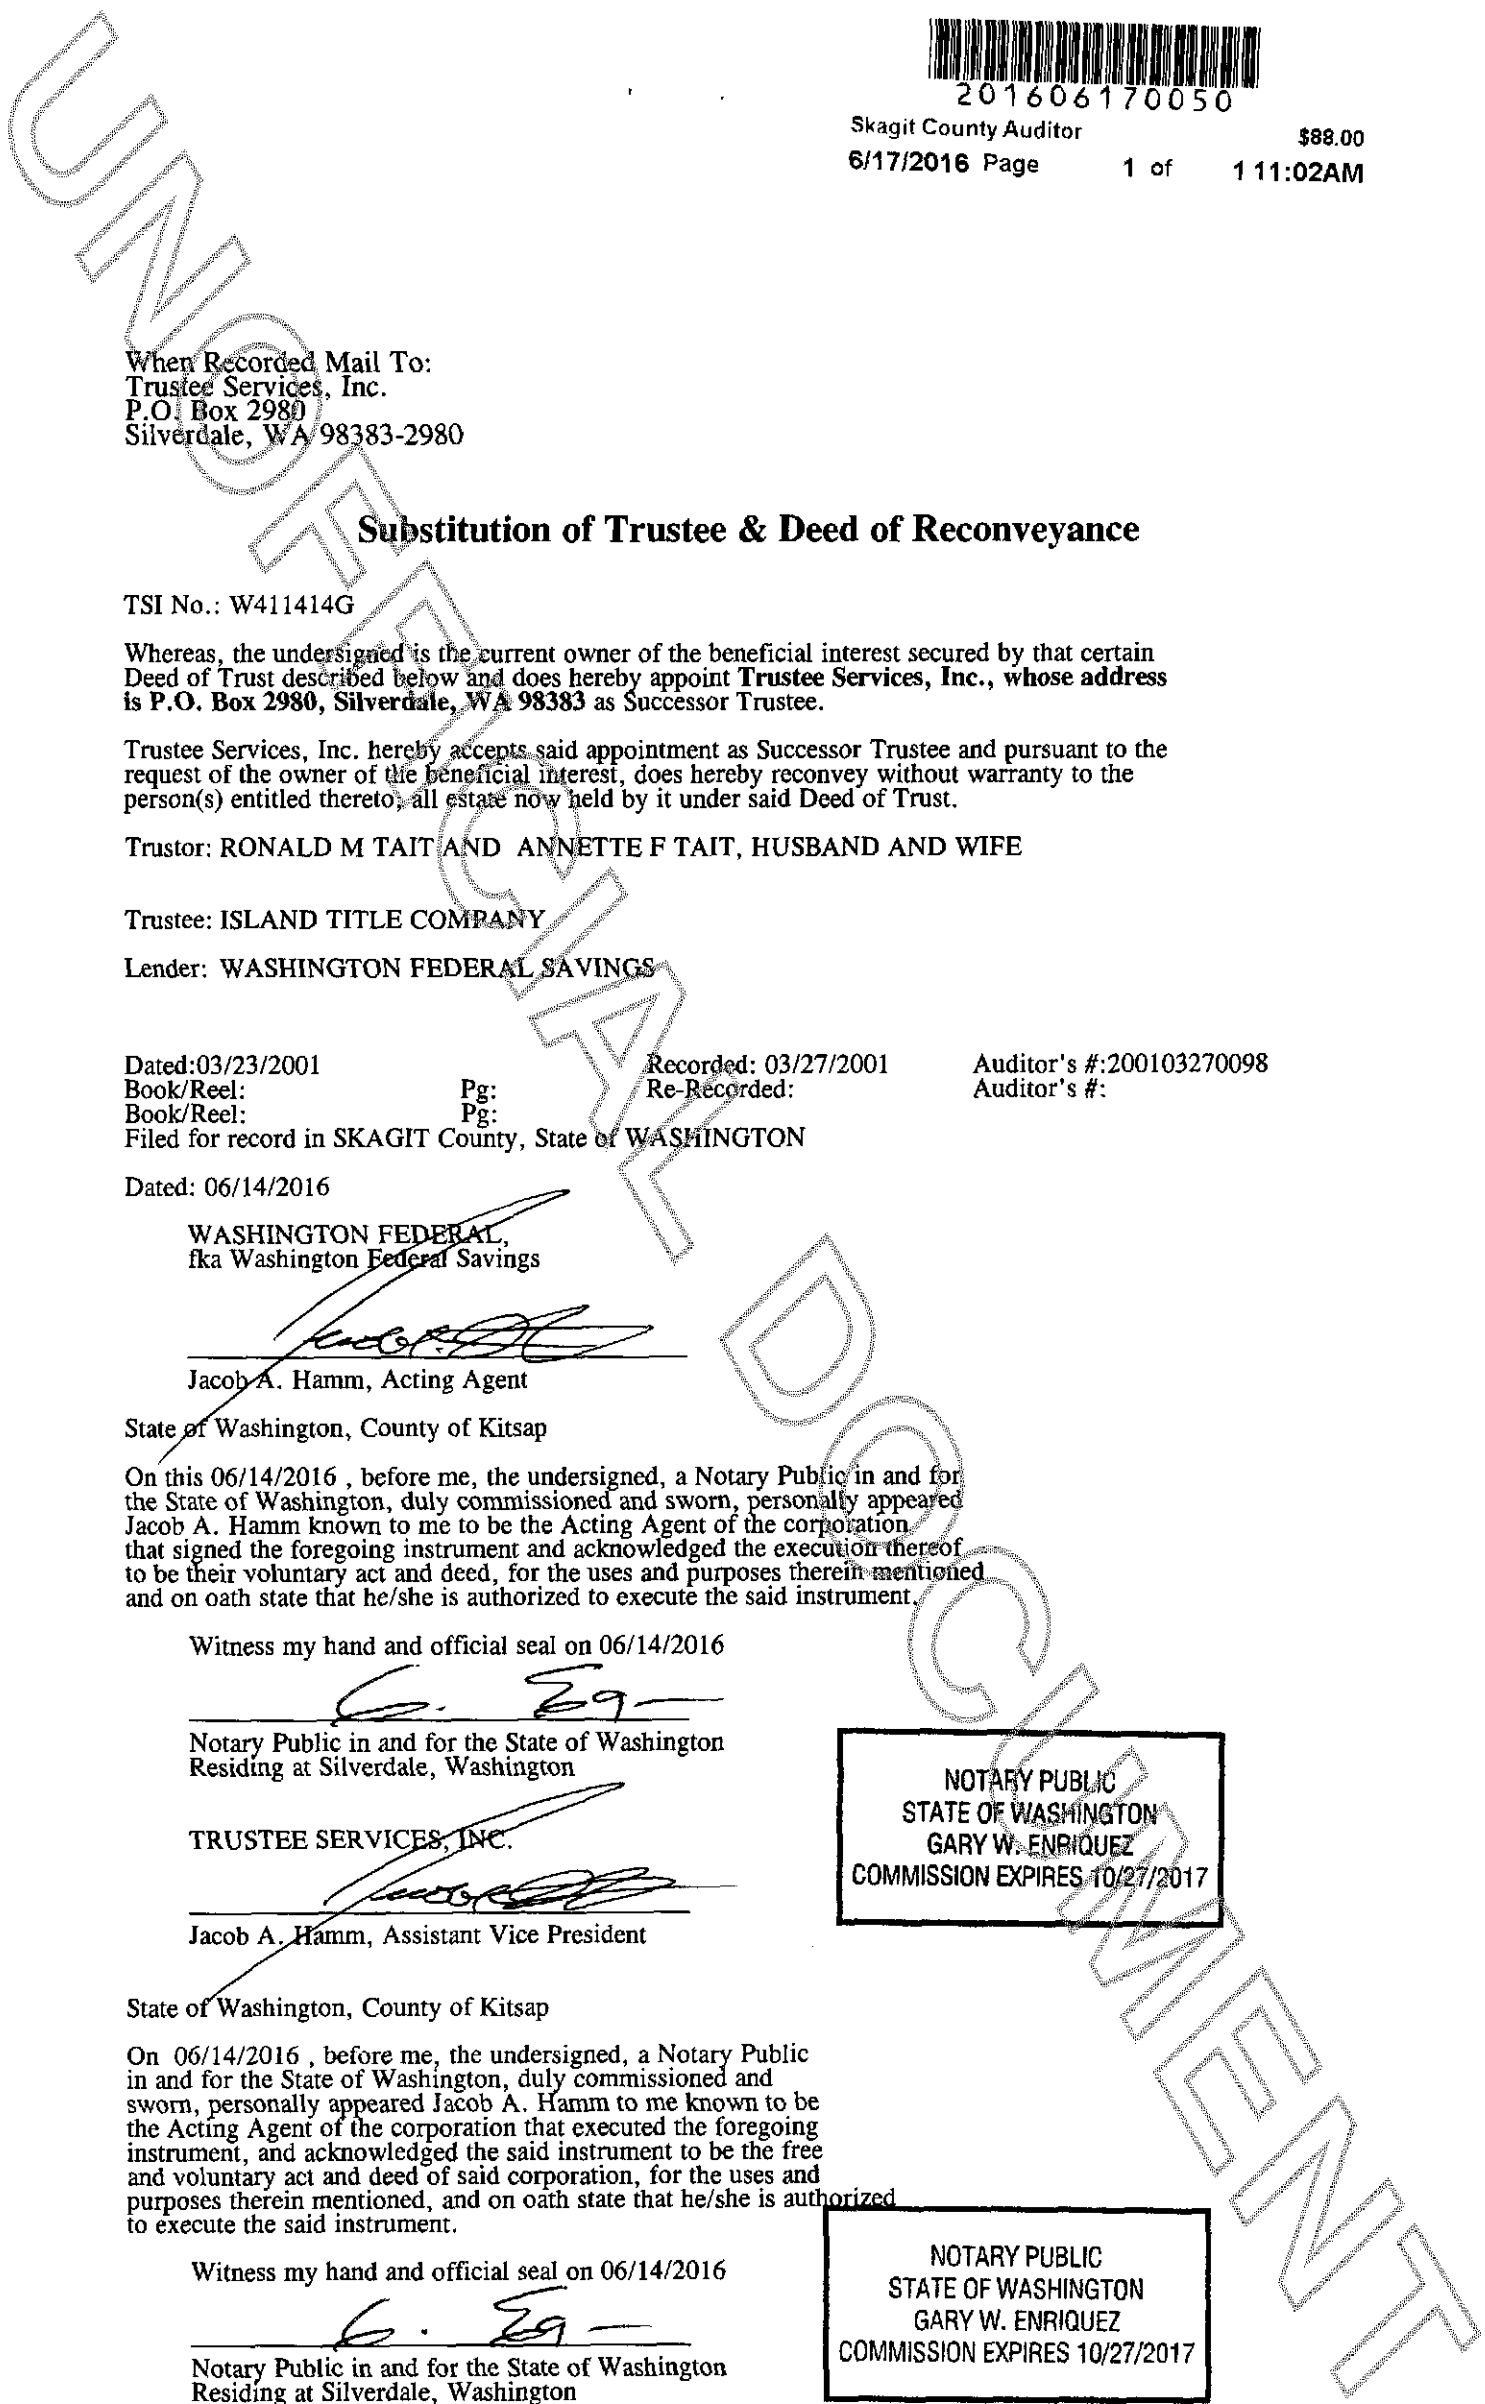 201606170050
Skagit County Auditor $88.00
6/17/2016 Page 1 of 1 11:02AM
When Recorded Mail To:
Trustee Services, Inc.
P.O. Box 2980
Silverdale, WA 98383-2980
Substitution of Trustee & Deed of Reconveyance
TSI No.: W411414G
Whereas, the undersigned is the current owner of the beneficial interest secured by that certain
Deed of Trust described below and does hereby appoint Trustee Services, Inc., whose address
is P.O. Box 2980, Silverdale, WA 98383 as Successor Trustee.
Trustee Services, Inc. hereby accepts said appointment as Successor Trustee and pursuant to the
request of the owner of the beneficial interest, does hereby reconvey without warranty to the
person(s) entitled thereto, all estate now held by it under said Deed of Trust.
Trustor: RONALD M TAIT AND ANNETTE F TAIT, HUSBAND AND WIFE
Trustee: ISLAND TITLE COMPANY
Lender: WASHINGTON FEDERAL SAVINGS
Dated:03/23/2001 Recorded: 03/27/2001 Auditor's #:200103270098
Book/Reel: Pg: Re-Recorded: Auditor's #:
Book/Reel: Pg:
Filed for record in SKAGIT County, State of WASHINGTON
Dated: 06/14/2016
WASHINGTON FEDERAL,
fka Washington Federal Savings
Jacob A. Hamm, Acting Agent
State of Washington, County of Kitsap
On this 06/14/2016 , before me, the undersigned, a Notary Public in and for
the State of Washington, duly commissioned and sworn, personally appeared
Jacob A. Hamm known to me to be the Acting Agent of the corporation
that signed the foregoing instrument and acknowledged the execution thereof
to be their voluntary act and deed, for the uses and purposes therein mentioned
and on oath state that he/she is authorized to execute the said instrument.
Witness my hand and official seal on 06/14/2016
Notary Public in and for the State of Washington
Residing at Silverdale, Washington
NOTARY PUBLIC
STATE OF WASHINGTON
GARY W. ENRIQUEZ
COMMISSION EXPIRES 10/27/2017
TRUSTEE SERVICES, INC.
Jacob A. Hamm, Assistant Vice President
State of Washington, County of Kitsap
On 06/14/2016 , before me, the undersigned, a Notary Public
in and for the State of Washington, duly commissioned and
sworn, personally appeared Jacob A. Hamm to me known to be
the Acting Agent of the corporation that executed the foregoing
instrument, and acknowledged the said instrument to be the free
and voluntary act and deed of said corporation, for the uses and
purposes therein mentioned, and on oath state that he/she is authorized
to execute the said instrument.
Witness my hand and official seal on 06/14/2016
Notary Public in and for the State of Washington
Residing at Silverdale, Washington
NOTARY PUBLIC
STATE OF WASHINGTON
GARY W. ENRIQUEZ
COMMISSION EXPIRES 10/27/2017
UNOFFICIAL DOCUMENT